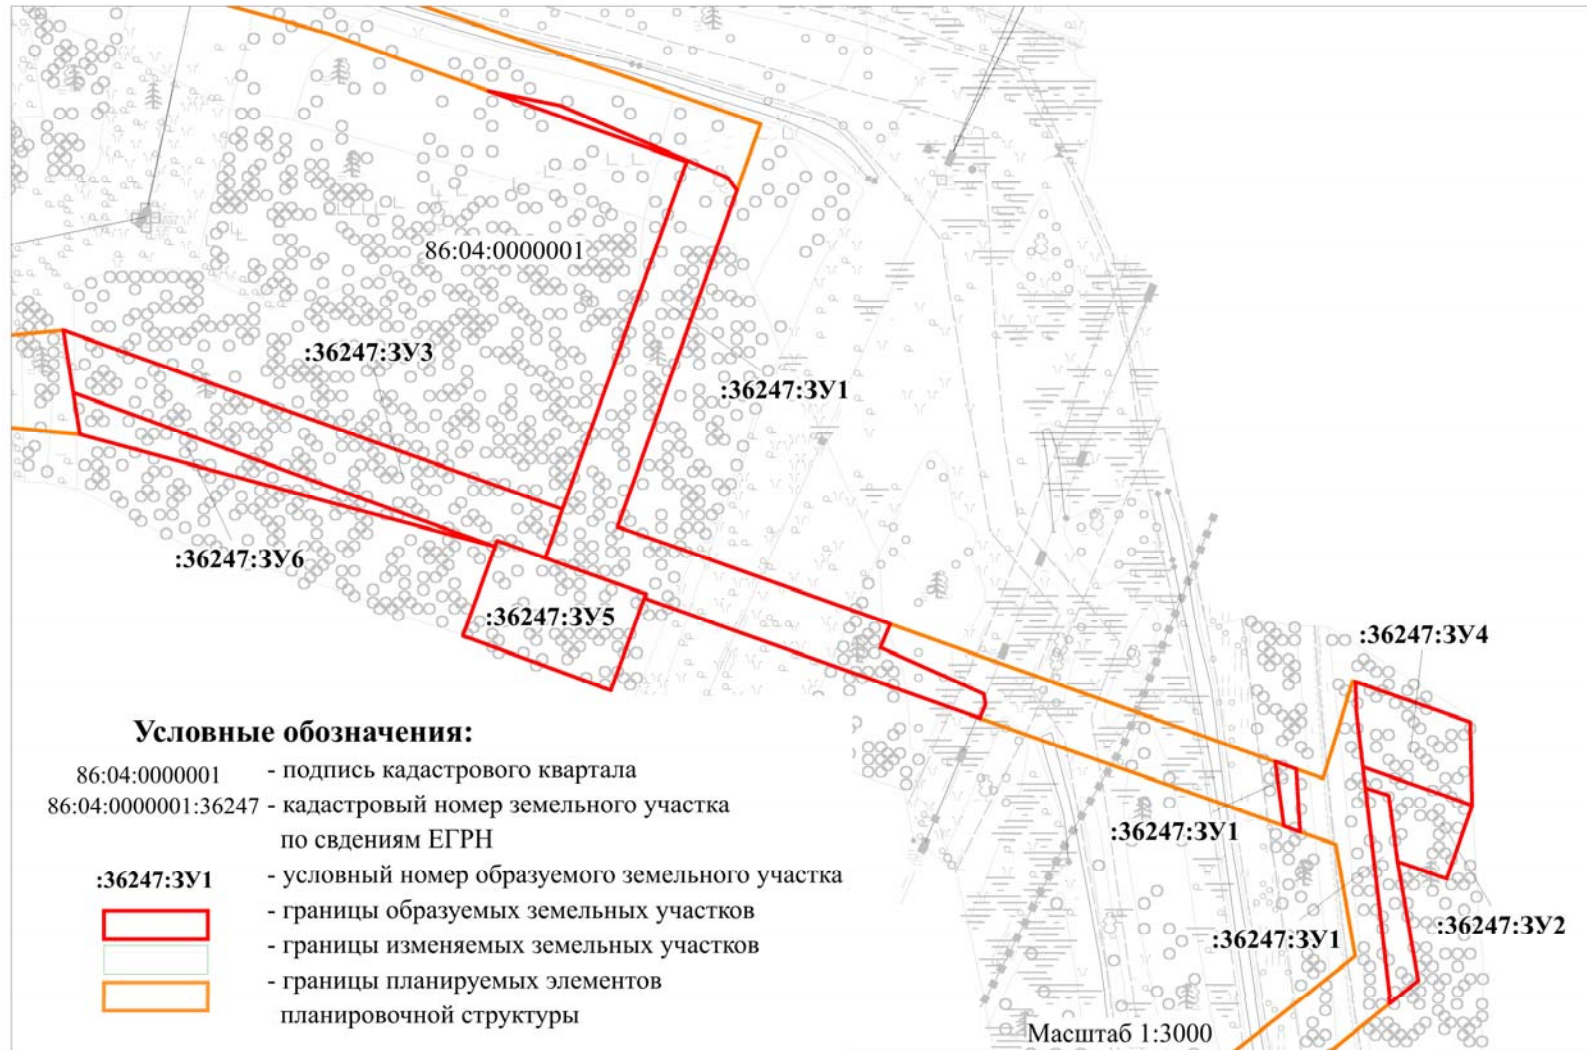 86:04:0000001
:36247:ЗУ3
:36247:ЗУ1
:36247:ЗУ6
:36247:ЗУ5
:36247:ЗУ4
:36247:ЗУ1
:36247:ЗУ1
:36247:ЗУ2
Условные обозначения:
86:04:0000001 - подпись кадастрового квартала
86:04:0000001:36247 - кадастровый номер земельного участка
по свдениям ЕГРН
:36247:ЗУ1 - условный номер образуемого земельного участка
- границы образуемых земельных участков
- границы изменяемых земельных участков
- границы планируемых элементов
планировочной структуры
Масштаб 1:3000